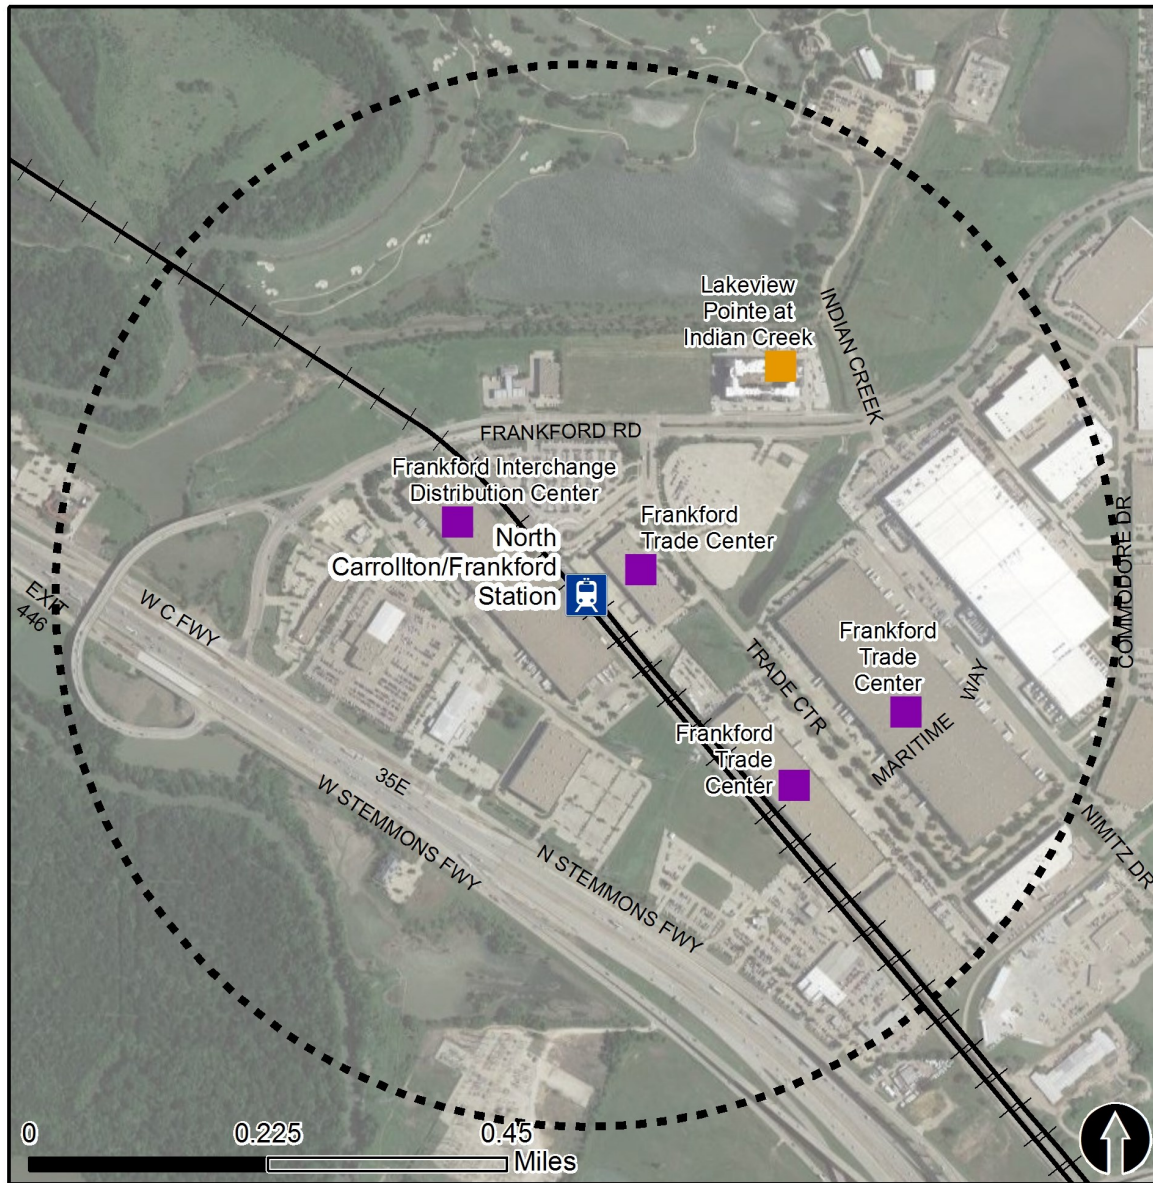 Lakeview
Pointe at
Indian Creek
INDIAN CREEK
FRANKFORD RD
Frankford Interchange
Distribution Center
Frankford
Trade Center
North
Carrollton/Frankford
Station
COMMODORE DR
EXIT
446
W C FWY
Frankford
Trade
Center
WAY
MARITIME
TRADE CTR
Frankford
Trade
Center
35E
W STEMMONS FWY
N STEMMONS FWY
NIMITZ DR
0 0.225 0.45
Miles